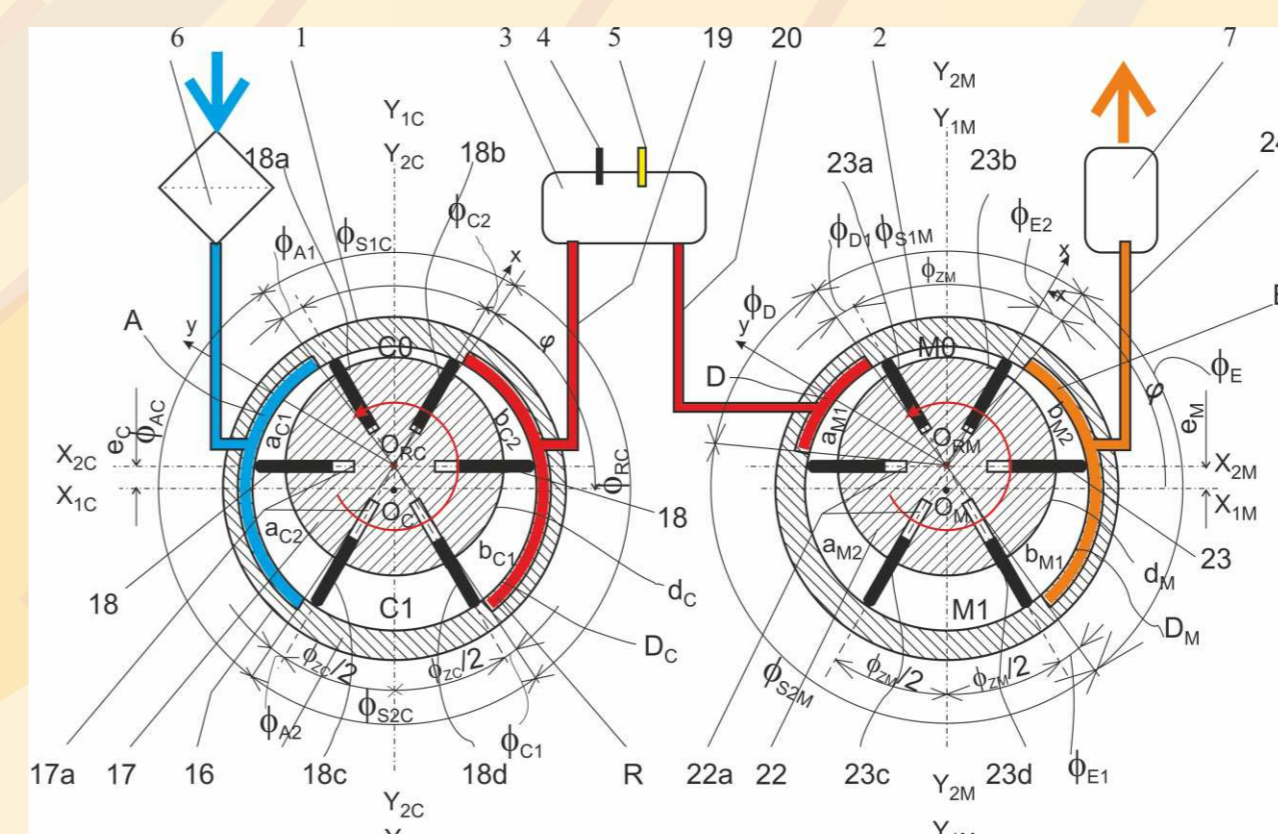 6 1 3 4 5 19 20 2 7
Y2M
Y1C Y1M
Y2C
18a 18b 23a 23b 24
ϕC2 ϕE2
ϕA1 ϕS1C ϕD1 ϕS1M
x ϕZM x
x
ϕD
A y φ y ϕE
C0 M0 φ
D
eC ϕAC aC1 bC2 aM1 bM2 eM
ORC ORM
X2C ϕRC X2M
X1C X1M
OC OM
18
aC2 bC1 aM2 bM1 23
dC dM
18 C1 M1
DC DM
ϕZC/2 ϕZC/2 ϕZM/2 ϕZM/2
ϕS2C ϕS2M
ϕA2 ϕC1 ϕE1
17a 17 16 18c 18d R 22a 22 23c 23d
Y2C Y2M